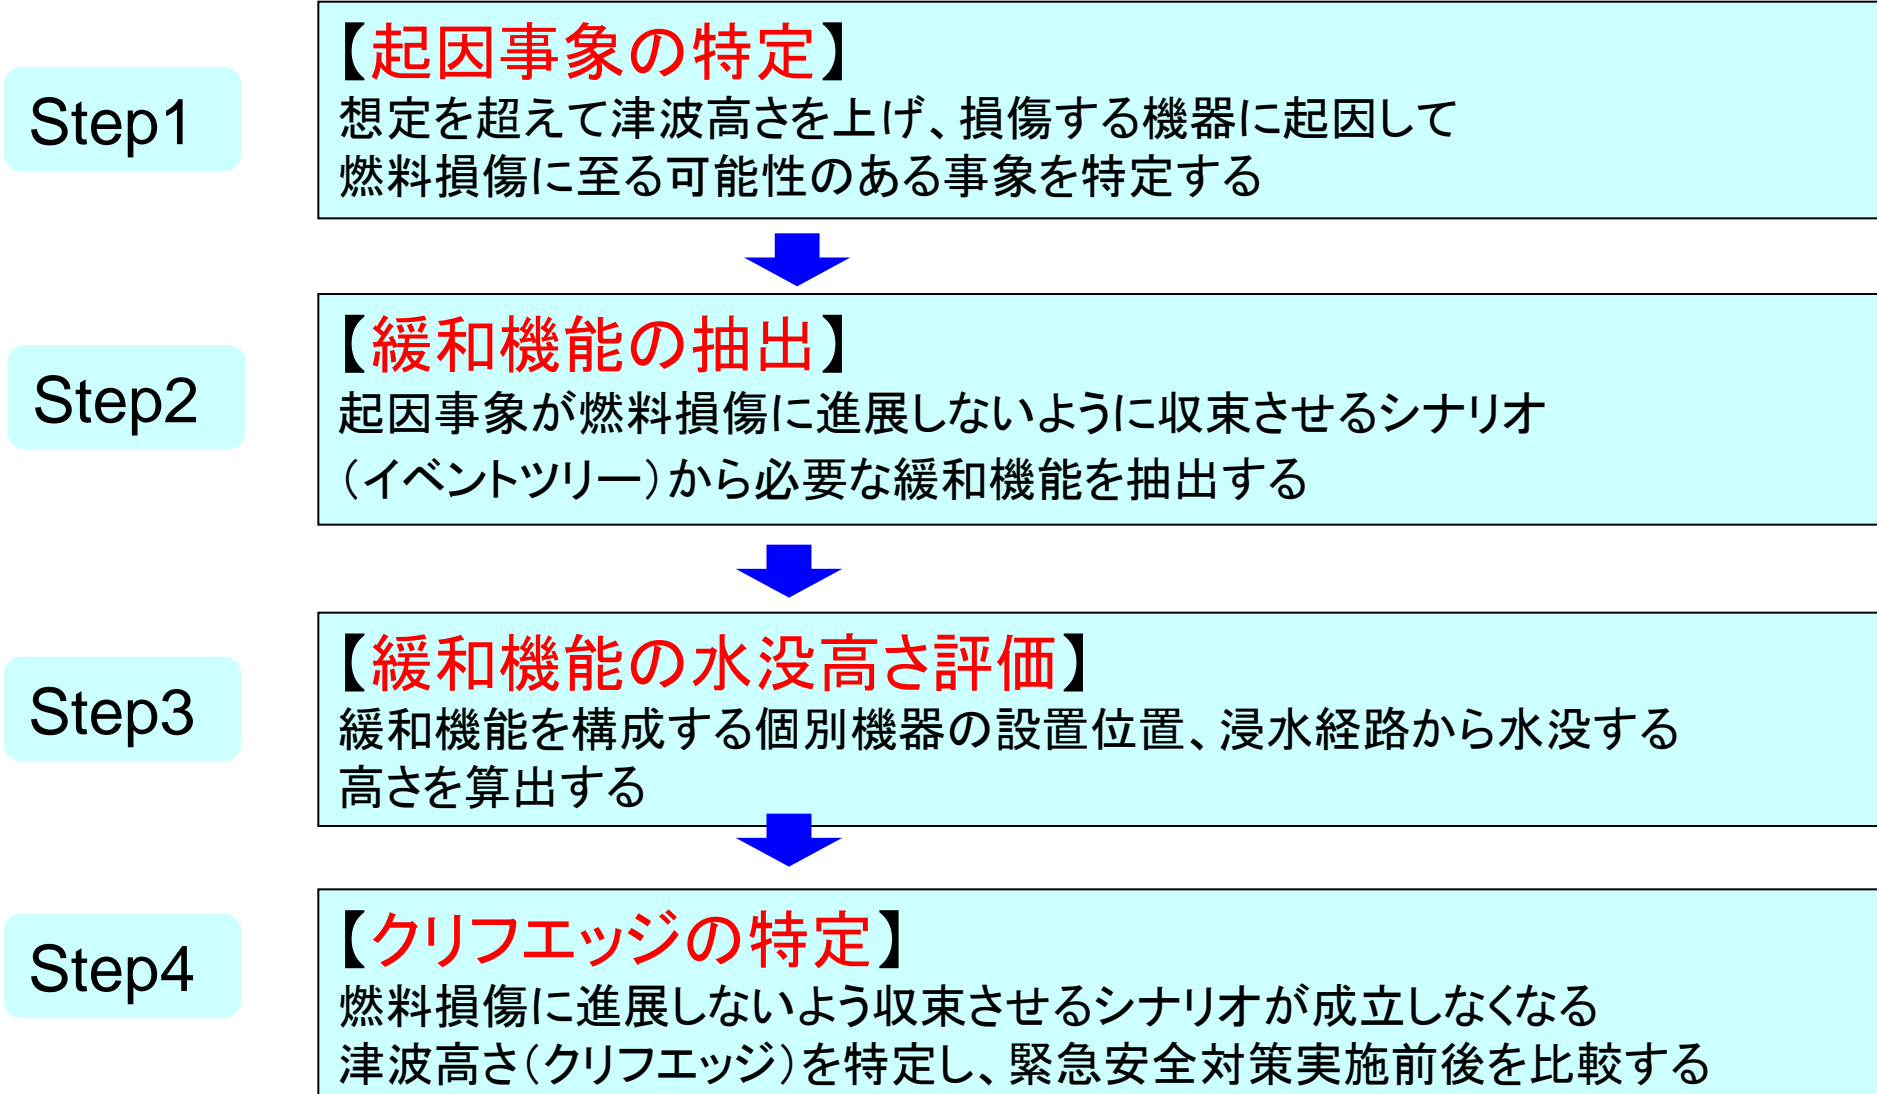 Step1
【起因事象の特定】
想定を超えて津波高さを上げ、損傷する機器に起因して
燃料損傷に至る可能性のある事象を特定する
Step2
【緩和機能の抽出】
起因事象が燃料損傷に進展しないように収束させるシナリオ
（イベントツリー）から必要な緩和機能を抽出する
Step3
【緩和機能の水没高さ評価】
緩和機能を構成する個別機器の設置位置、浸水経路から水没する
高さを算出する
Step4
【クリフエッジの特定】
燃料損傷に進展しないよう収束させるシナリオが成立しなくなる
津波高さ（クリフエッジ）を特定し、緊急安全対策実施前後を比較する